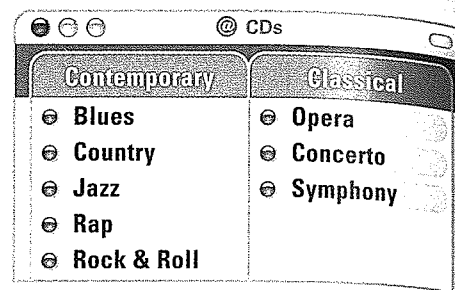 @ CDs
Contemporary
Classical
Blues
Country
Jazz
Rap
Rock & Roll
Opera
Concerto
Symphony